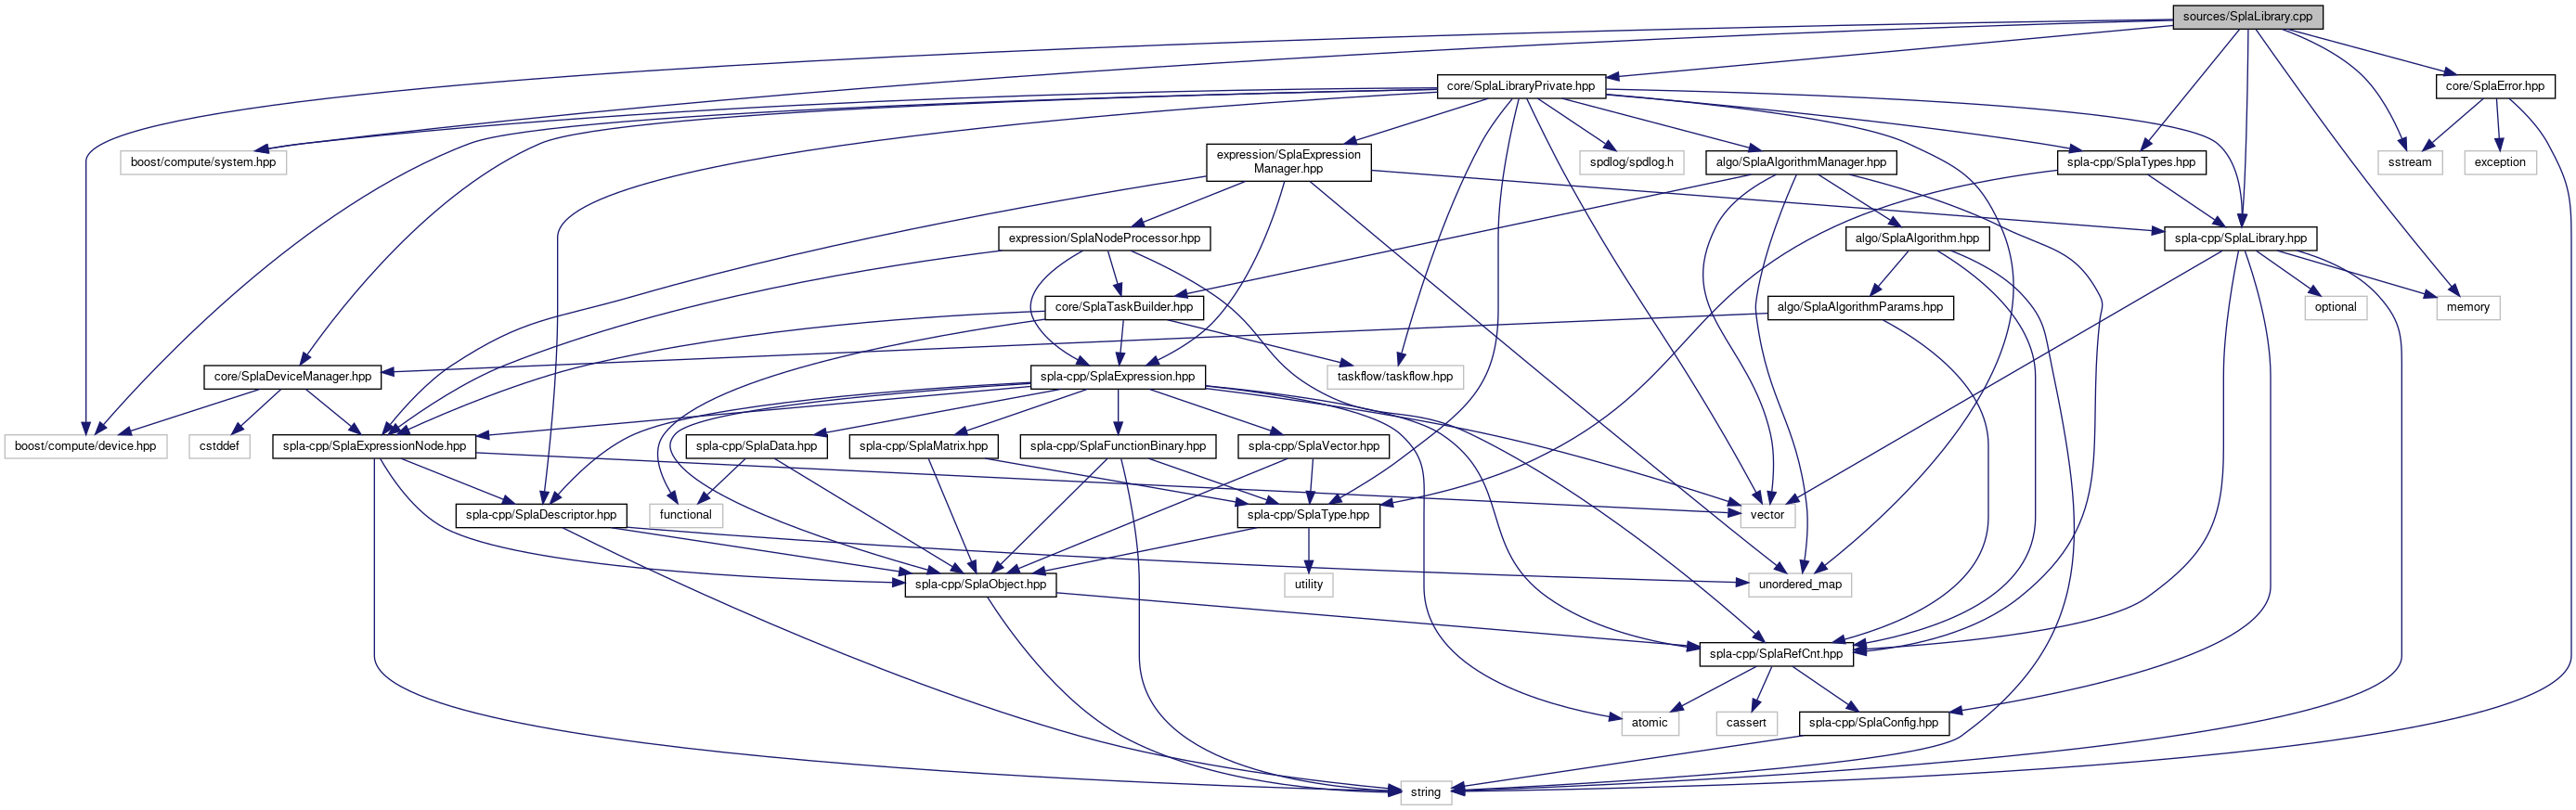 sources/SplaLibrary.cpp
core/SplaLibraryPrivate.hpp
core/SplaError.hpp
boost/compute/system.hpp
expression/SplaExpression
Manager.hpp
spdlog/spdlog.h
algo/SplaAlgorithmManager.hpp
spla-cpp/SplaTypes.hpp
sstream
exception
expression/SplaNodeProcessor.hpp
algo/SplaAlgorithm.hpp
spla-cpp/SplaLibrary.hpp
core/SplaTaskBuilder.hpp
algo/SplaAlgorithmParams.hpp
optional
memory
core/SplaDeviceManager.hpp
spla-cpp/SplaExpression.hpp
taskflow/taskflow.hpp
boost/compute/device.hpp
cstddef
spla-cpp/SplaExpressionNode.hpp
spla-cpp/SplaData.hpp
spla-cpp/SplaMatrix.hpp
spla-cpp/SplaFunctionBinary.hpp
spla-cpp/SplaVector.hpp
spla-cpp/SplaDescriptor.hpp
functional
spla-cpp/SplaType.hpp
vector
spla-cpp/SplaObject.hpp
utility
unordered_map
spla-cpp/SplaRefCnt.hpp
atomic
cassert
spla-cpp/SplaConfig.hpp
string